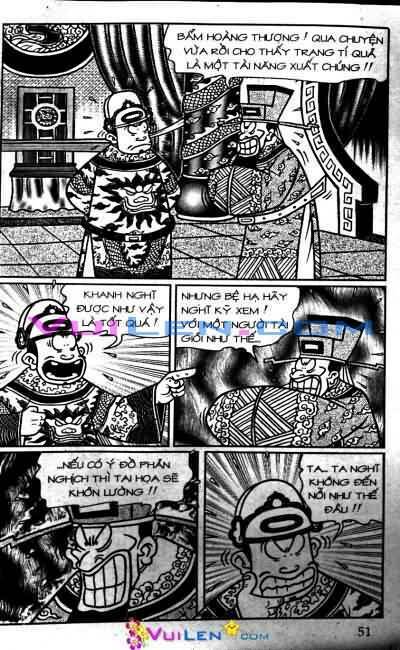 BẨM HOÀNG THƯỢNG ! QUA CHUYỆN
VỪA RỒI CHO THẤY TRẠNG TÍ QUẢ
LÀ MỘT TÀI NĂNG XUẤT CHÚNG !!
KHANH NGHĨ
ĐƯỢC NHƯ VẬY
LÀ TỐT QUÁ !
NHƯNG BỆ HẠ HÃY
NGHĨ KỸ XEM !
VỚI MỘT NGƯỜI TÀI
GIỎI NHƯ THẾ...
VUILEN.COM
...NẾU CÓ Ý ĐỒ PHẢN
NGHỊCH THÌ TAI HỌA SẼ
KHÔN LƯỜNG !!
TA... TA NGHĨ
KHÔNG ĐẾN
NỖI NHƯ THẾ
ĐÂU !!
51
VUILEN.COM